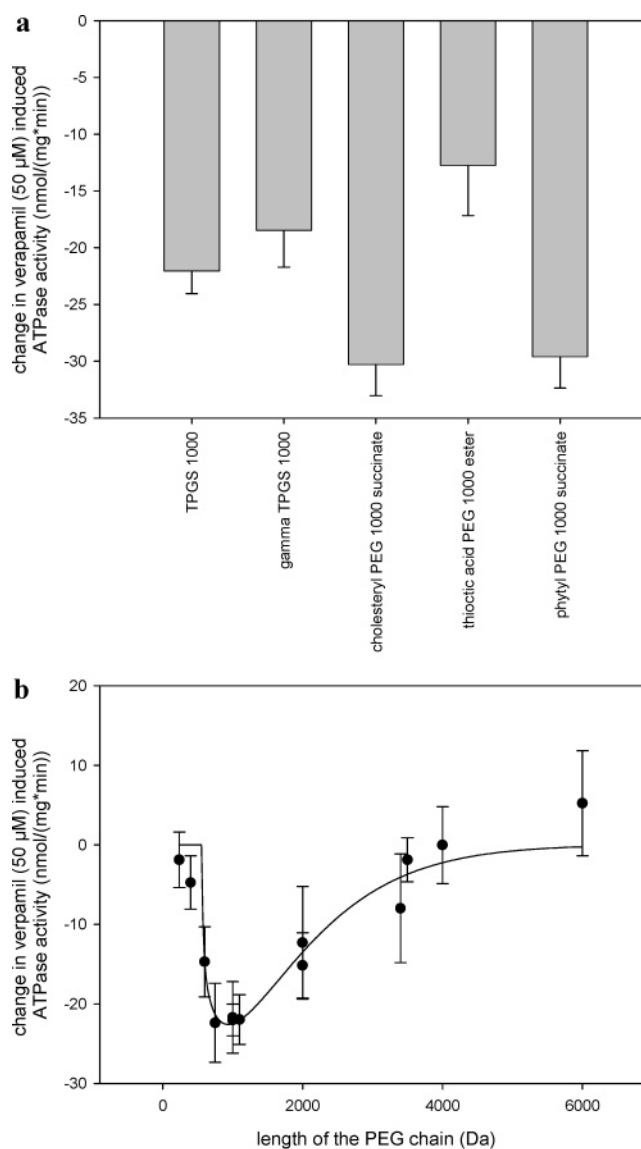 a
change in verapamil (50 µM) induced
ATPase activity (nmol/(mg*min))
0
-5
-10
-15
-20
-25
-30
-35
TPGS 1000
gamma TPGS 1000
cholesteryl PEG 1000 succinate
thioctic acid PEG 1000 ester
phytyl PEG 1000 succinate
b
change in verpamil (50 µM) induced
ATPase activity (nmol/(mg*min))
20
10
0
-10
-20
-30
0 2000 4000 6000
length of the PEG chain (Da)